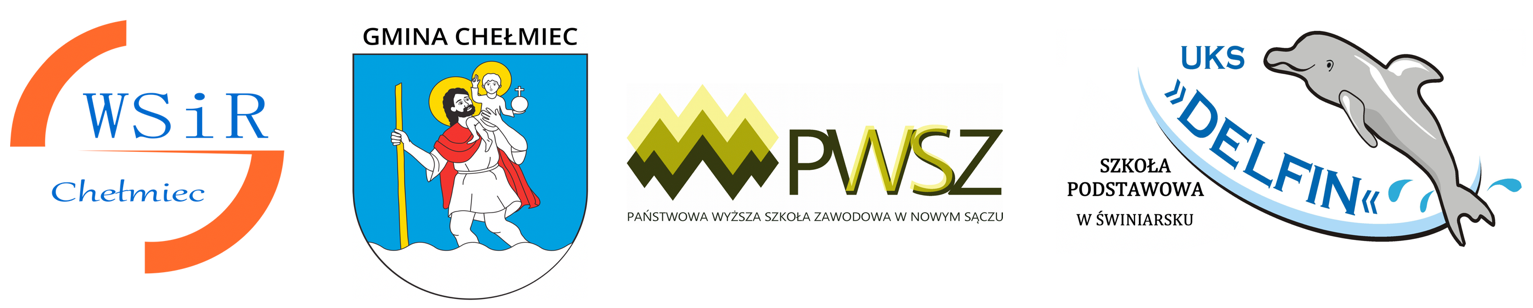 WSiR
Chełmiec
GMINA CHEŁMIEC
PWSZ
PAŃSTWOWA WYŻSZA SZKOŁA ZAWODOWA W NOWYM SĄCZU
UKS
»DELFIN«
SZKOŁA
PODSTAWOWA
W ŚWINIARSKU